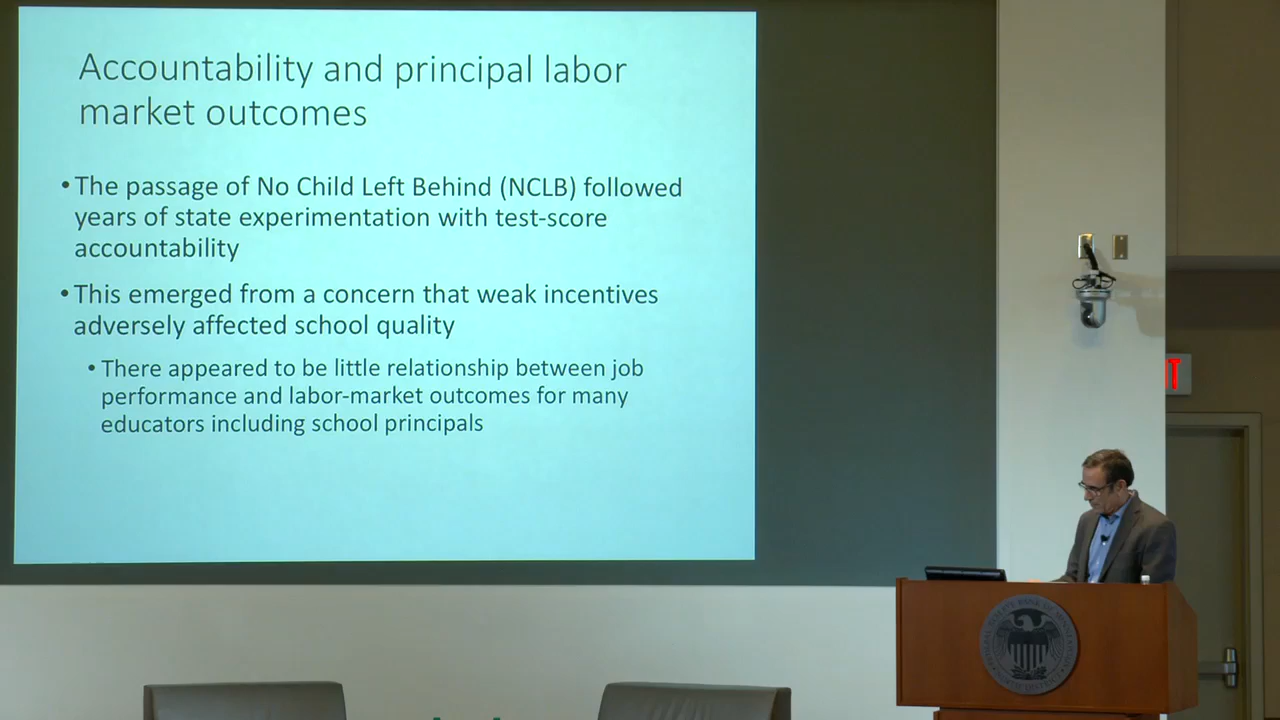 Accountability and principal labor
market outcomes
• The passage of No Child Left Behind (NCLB) followed
years of state experimentation with test-score
accountability
• This emerged from a concern that weak incentives
adversely affected school quality
• There appeared to be little relationship between job
performance and labor-market outcomes for many
educators including school principals